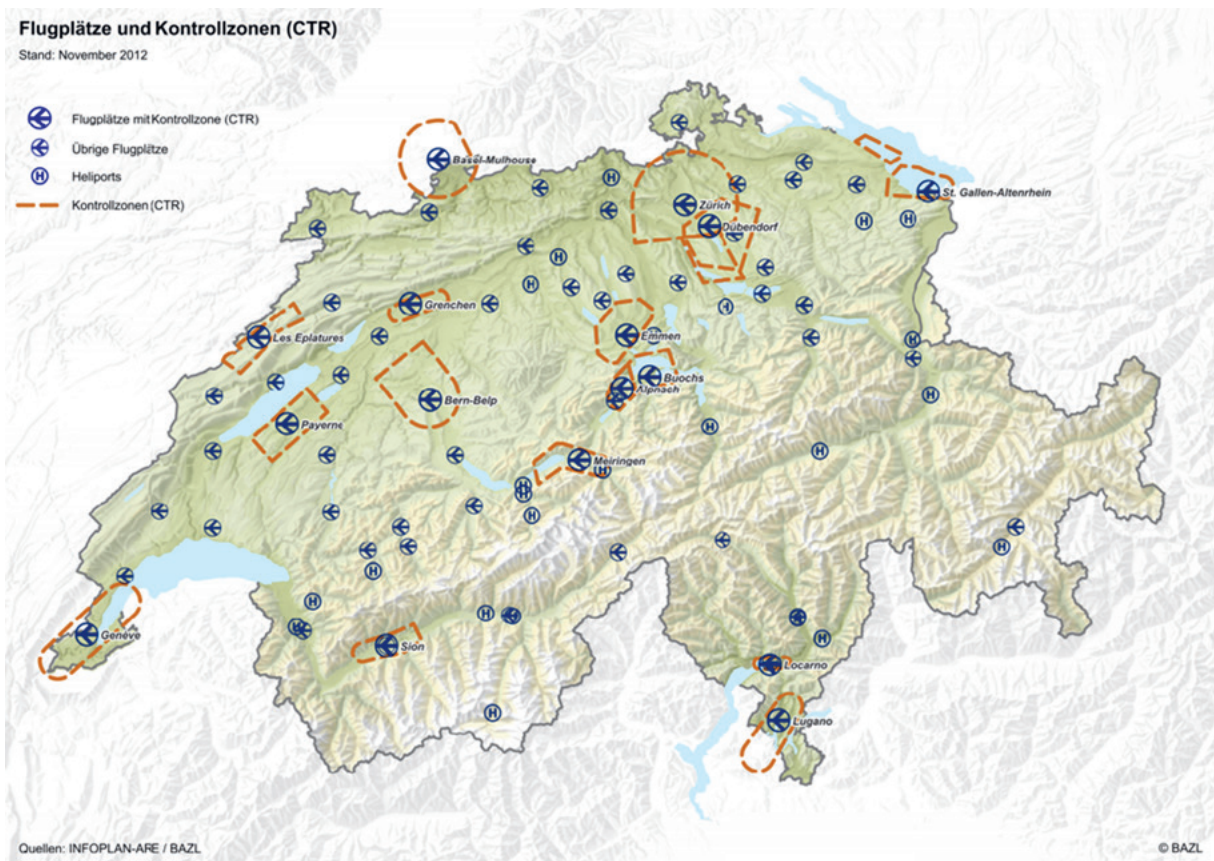 Flugplätze und Kontrollzonen (CTR)
Stand: November 2012
Flugplätze mit Kontrollzone (CTR)
Übrige Flugplätze
H Heliports
Kontrollzonen (CTR)
Basel-Mulhouse
St. Gallen-Altenrhein
Zürich
Dübendorf
Grenchen
Les Eplatures
Emmen
Buochs
Alpnach
Bern-Belp
Payerne
Meiringen
Genève
Sion
Locarno
Lugano
Quellen: INFOPLAN-ARE / BAZL
© BAZL